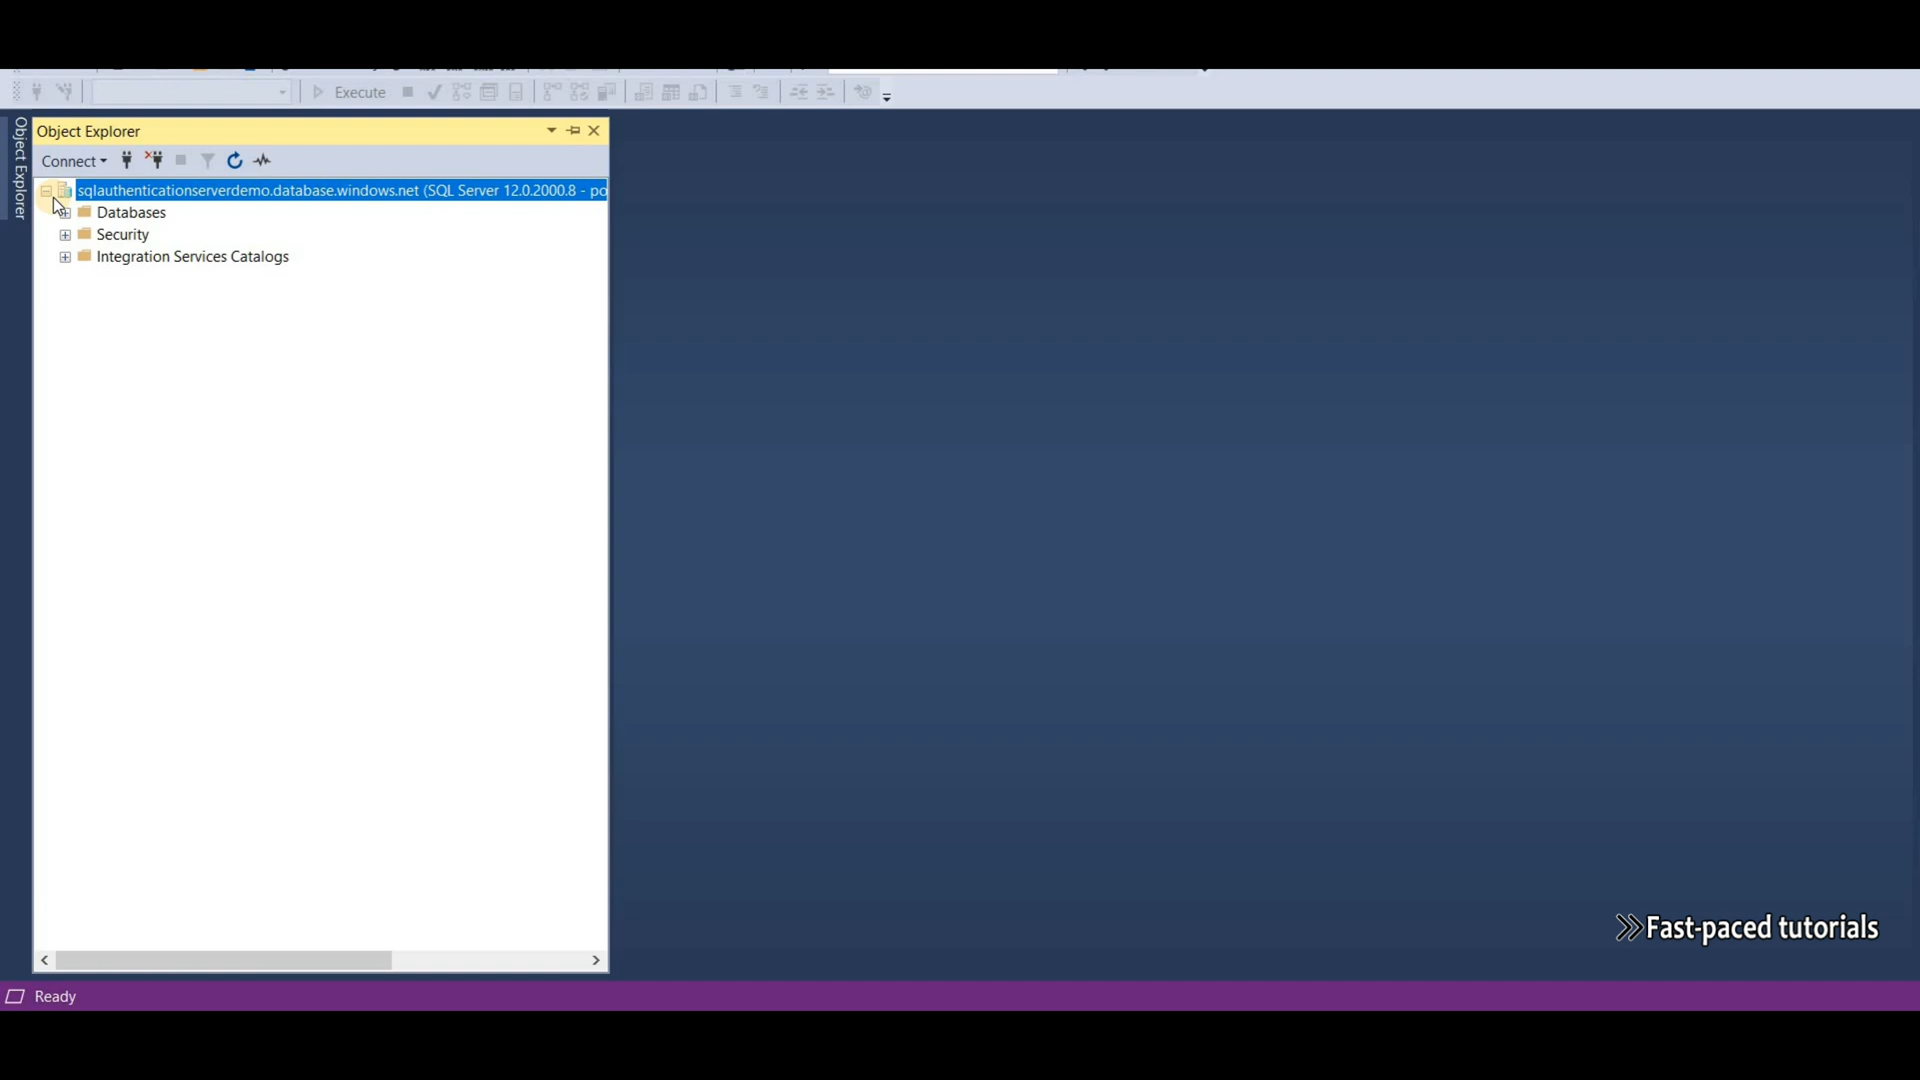 Execute
Object Explorer
Object Explorer
Connect
sqlauthenticationserverdemo.database.windows.net (SQL Server 12.0.2000.8 - po
Databases
Security
Integration Services Catalogs
Fast-paced tutorials
Ready